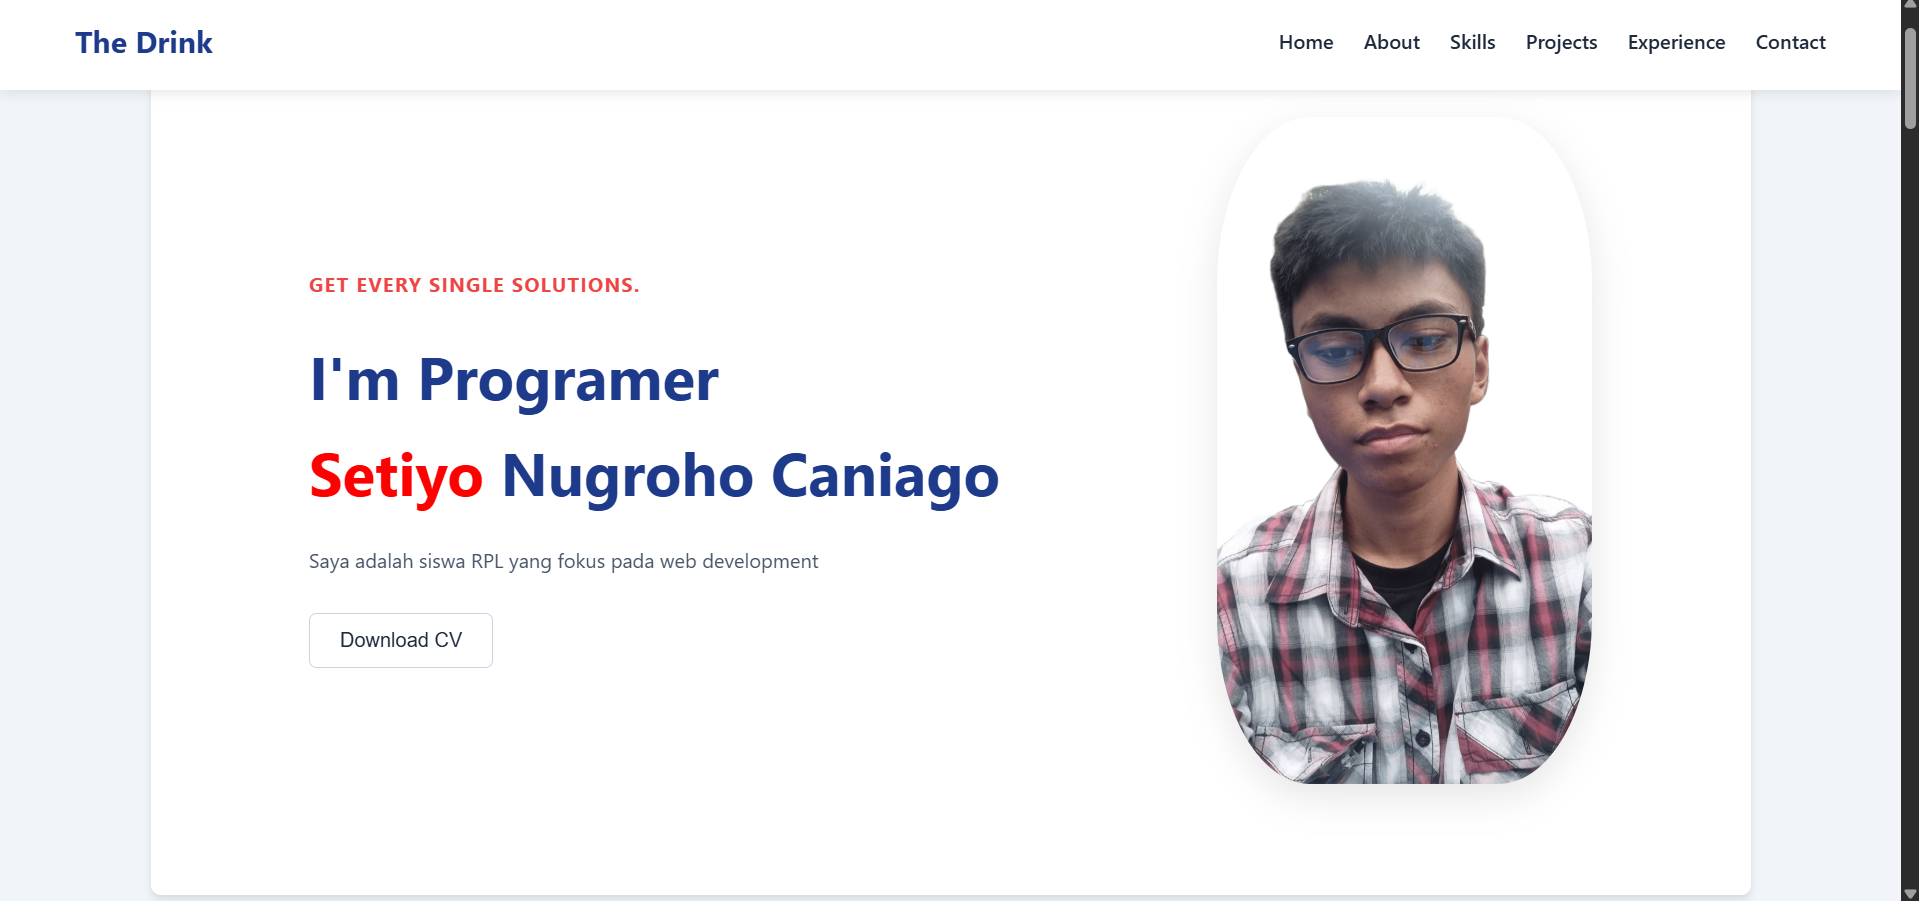 The Drink
Home About Skills Projects Experience Contact
GET EVERY SINGLE SOLUTIONS.
I'm Programer
Setiyo Nugroho Caniago
Saya adalah siswa RPL yang fokus pada web development
Download CV